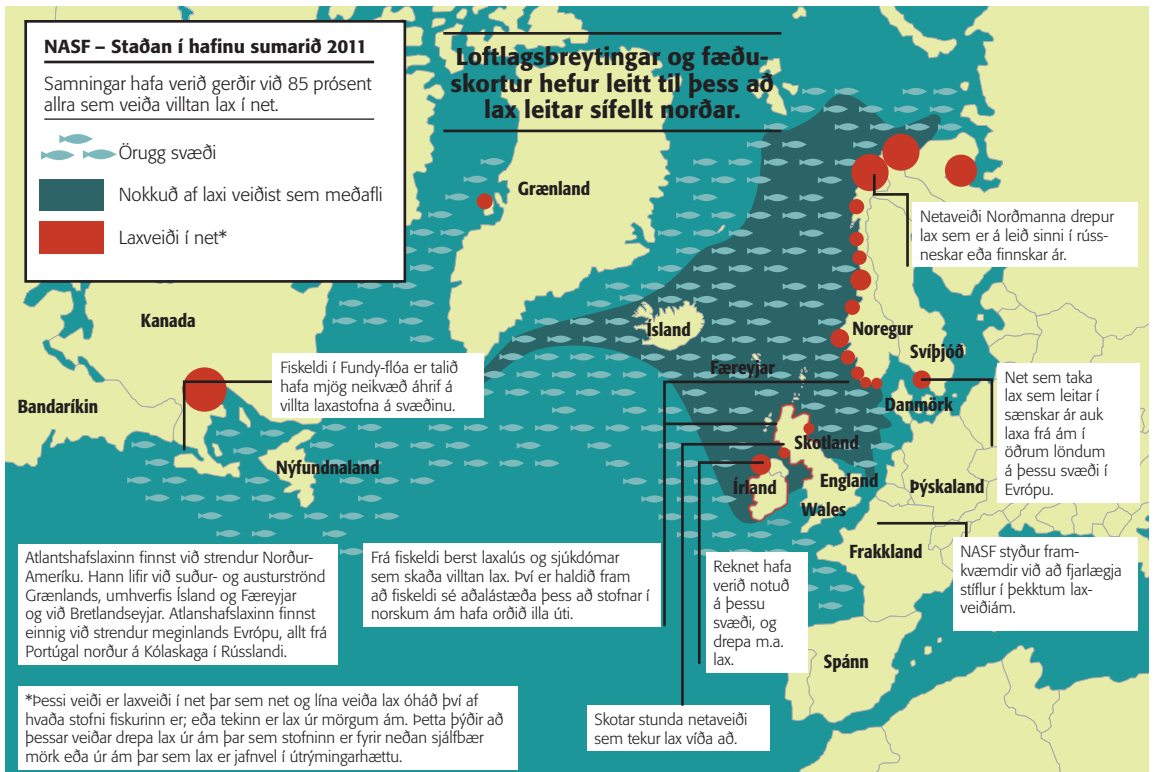 NASF – Staðan í hafinu sumarið 2011
Samningar hafa verið gerðir við 85 prósent
allra sem veiða villtan lax í net.
Örugg svæði
Nokkuð af laxi veiðist sem meðafli
Laxveiði í net*
Loftlagsbreytingar og fæðu-
skortur hefur leitt til þess að
lax leitar sífellt norðar.
Grænland
Netaveiði Norðmanna drepur
lax sem er á leið sinni í rúss-
neskar eða finnskar ár.
Kanada
Ísland
Noregur
Svíþjóð
Færeyjar
Fiskeldi í Fundy-flóa er talið
hafa mjög neikvæð áhrif á
villta laxastofna á svæðinu.
Bandaríkin
Danmörk
Net sem taka
lax sem leitar í
sænskar ár auk
laxa frá ám í
öðrum löndum
á þessu svæði í
Evrópu.
Nýfundnaland
Skotland
Írland
England
Wales
Þýskaland
Frakkland
Spánn
Atlantshafslaxinn finnst við strendur Norður-
Ameríku. Hann lifir við suður- og austurströnd
Grænlands, umhverfis Ísland og Færeyjar
og við Bretlandseyjar. Atlanshafslaxinn finnst
einnig við strendur meginlands Evrópu, allt frá
Portúgal norður á Kólaskaga í Rússlandi.
Frá fiskeldi berst laxalús og sjúkdómar
sem skaða villtan lax. Því er haldið fram
að fiskeldi sé aðalástæða þess að stofnar í
norskum ám hafa orðið illa úti.
Reknet hafa
verið notuð
á þessu
svæði, og
drepa m.a.
lax.
NASF styður fram-
kvæmdir við að fjarlægja
stíflur í þekktum lax-
veiðiám.
*Þessi veiði er laxveiði í net þar sem net og lína veiða lax óháð því af
hvaða stofni fiskurinn er; eða tekinn er lax úr mörgum ám. Þetta þýðir að
þessar veiðar drepa lax úr ám þar sem stofninn er fyrir neðan sjálfbær
mörk eða úr ám þar sem lax er jafnvel í útrýmingarhættu.
Skotar stunda netaveiði
sem tekur lax víða að.